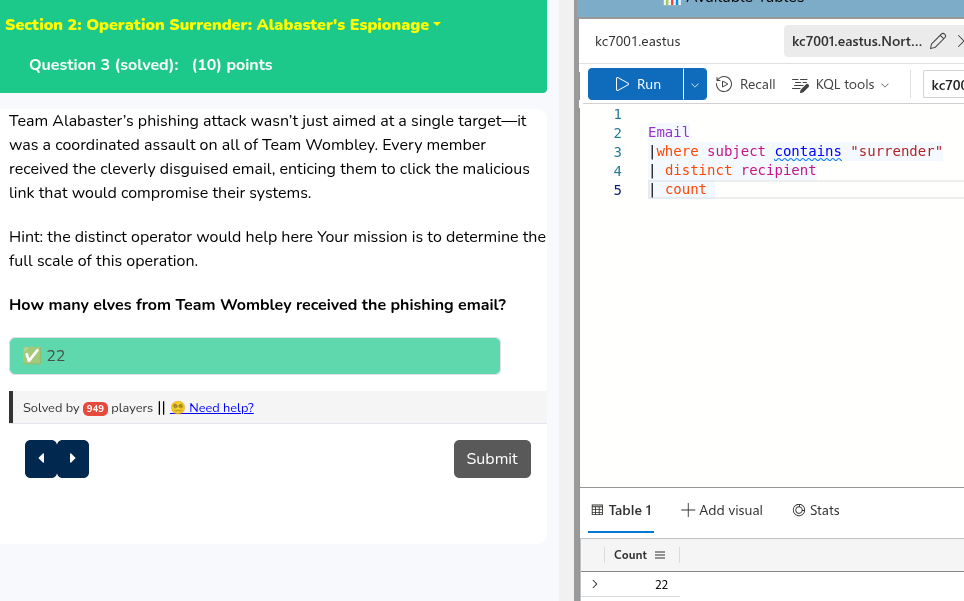 Section 2: Operation Surrender: Alabaster's Espionage
Question 3 (solved): (10) points
Team Alabaster's phishing attack wasn't just aimed at a single target—it
was a coordinated assault on all of Team Wombley. Every member
received the cleverly disguised email, enticing them to click the malicious
link that would compromise their systems.
Hint: the distinct operator would help here Your mission is to determine the
full scale of this operation.
How many elves from Team Wombley received the phishing email?
✅ 22
Solved by 949 players || Need help?
Submit
Available Tables
kc7001.eastus
kc7001.eastus.Nort...
Run
Recall
KQL tools
kc700
1
2 Email
3 |where subject contains "surrender"
4 | distinct recipient
5 | count
Table 1
Add visual
Stats
Count
22